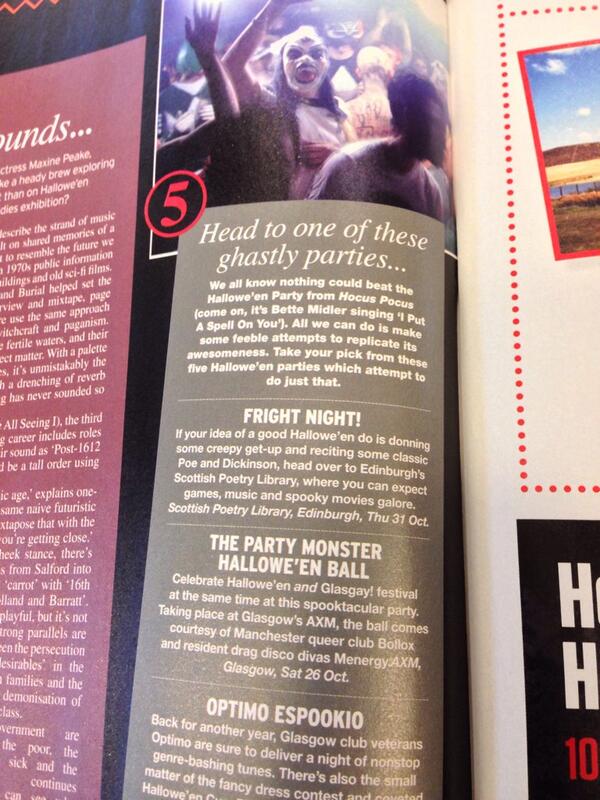 ounds...
ctress Maxine Peake,
ke a heady brew exploring
t than on Hallowe'en
dies exhibition?
describe the strand of music
lt on shared memories of a
t to resemble the future we
n 1970s public information
uildings and old sci-fi films.
and Burial helped set the
rview and mixtape, page
re use the same approach
vitchcraft and paganism.
e fertile waters, and their
ect matter. With a palette
es, it's unmistakably the
h a drenching of reverb
ng has never sounded so
e All Seeing I), the third
ng career includes roles
ir sound as 'Post-1612
d be a tall order using
ic age,' explains one-
same naive futuristic
xtapose that with the
you're getting close.'
heek stance, there's
s from Salford into
'carrot' with '16th
lland and Barratt'.
playful, but it's not
trong parallels are
een the persecution
desirables' in the
n families and the
demonisation of
class.
vernment are
the poor, the
sick and the
continues
5
Head to one of these
ghastly parties...
We all know nothing could beat the
Hallowe'en Party from Hocus Pocus
(come on, it's Bette Midler singing 'I Put
A Spell On You'). All we can do is make
some feeble attempts to replicate its
awesomeness. Take your pick from these
five Hallowe'en parties which attempt to
do just that.
FRIGHT NIGHT!
If your idea of a good Hallowe'en do is donning
some creepy get-up and reciting some classic
Poe and Dickinson, head over to Edinburgh's
Scottish Poetry Library, where you can expect
games, music and spooky movies galore.
Scottish Poetry Library, Edinburgh, Thu 31 Oct.
THE PARTY MONSTER
HALLOWE'EN BALL
Celebrate Hallowe'en and Glasgay! festival
at the same time at this spooktacular party.
Taking place at Glasgow's AXM, the ball comes
courtesy of Manchester queer club Bollox
and resident drag disco divas Menergy.AXM,
Glasgow, Sat 26 Oct.
OPTIMO ESPOOKIO
Back for another year, Glasgow club veterans
Optimo are sure to deliver a night of nonstop
genre-bashing tunes. There's also the small
matter of the fancy dress contest and coveted
Hallowe'en
HO
H
10